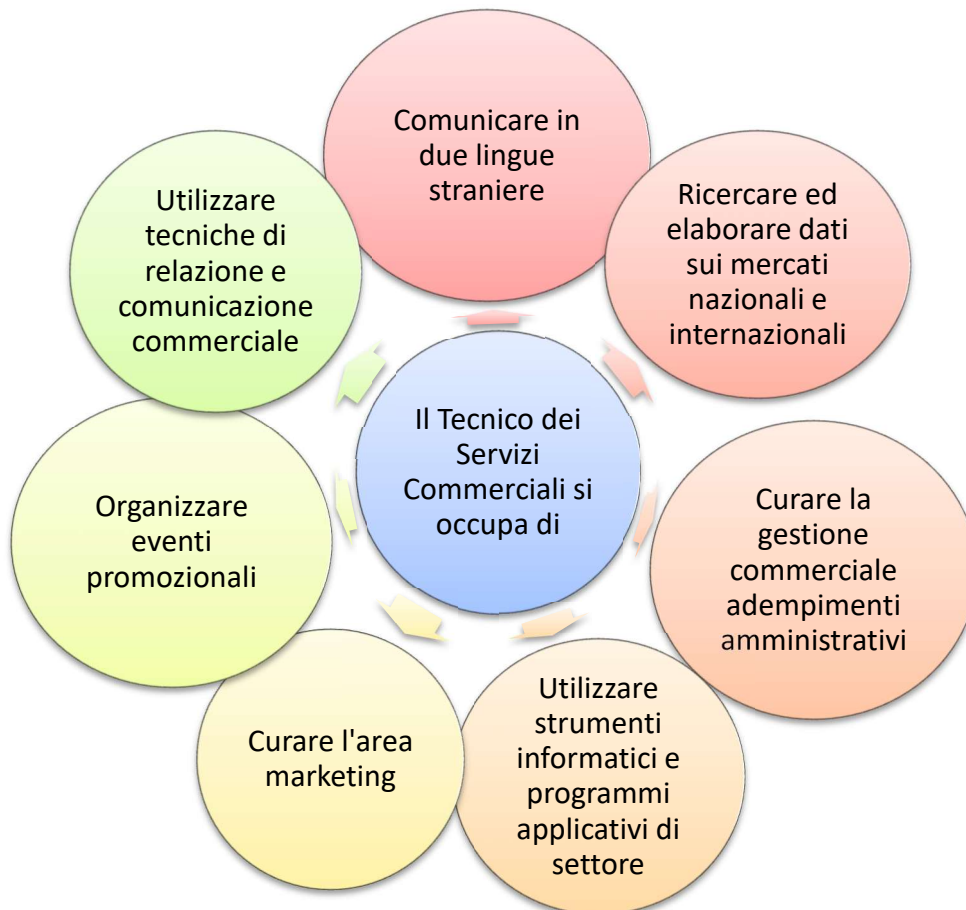 Comunicare in
due lingue
straniere
Ricercare ed
elaborare dati
sui mercati
nazionali e
internazionali
Curare la
gestione
commerciale
adempimenti
amministrativi
Utilizzare
strumenti
informatici e
programmi
applicativi di
settore
Curare l'area
marketing
Organizzare
eventi
promozionali
Utilizzare
tecniche di
relazione e
comunicazione
commerciale
Il Tecnico dei
Servizi
Commerciali si
occupa di